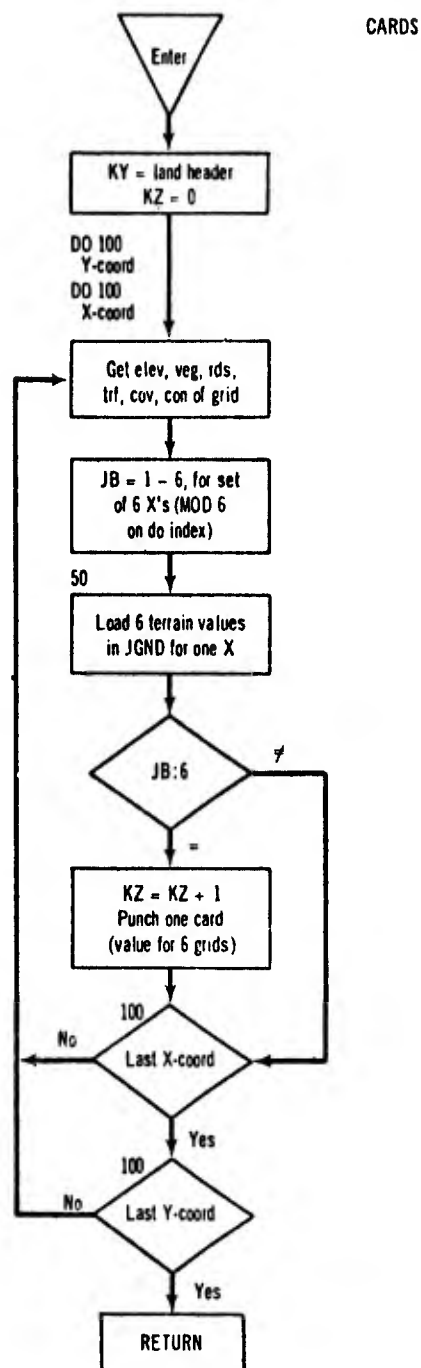 CARDS
Enter
KY = land header
KZ = 0
DO 100
Y-coord
DO 100
X-coord
Get elev, veg, rds,
trf, cov, con of grid
JB = 1 - 6, for set
of 6 X's (MOD 6
on do index)
50
Load 6 terrain values
in JGND for one X
JB:6
≠
=
KZ = KZ + 1
Punch one card
(value for 6 grids)
100
No
Last X-coord
Yes
100
No
Last Y-coord
Yes
RETURN